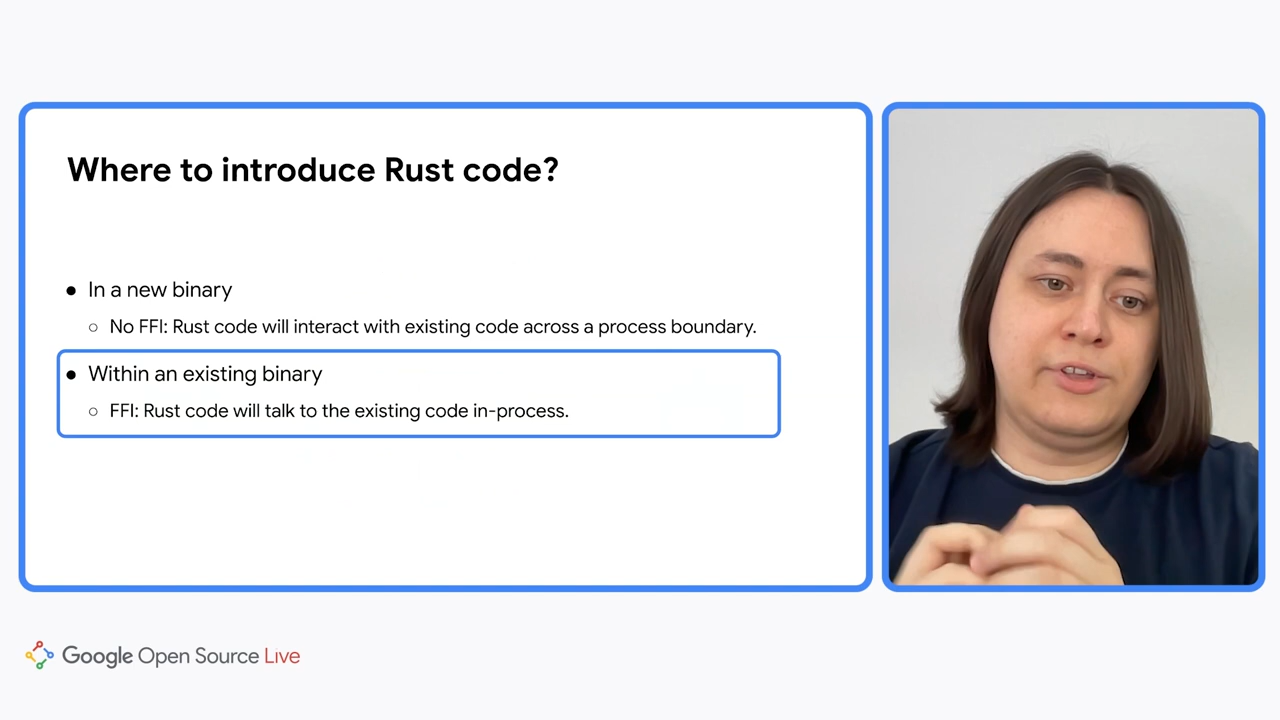 Where to introduce Rust code?
● In a new binary
○ No FFI: Rust code will interact with existing code across a process boundary.
● Within an existing binary
○ FFI: Rust code will talk to the existing code in-process.
Google Open Source Live